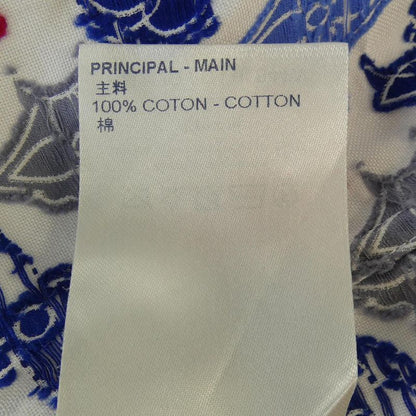 PRINCIPAL - MAIN
主料
100% COTON - COTTON
棉